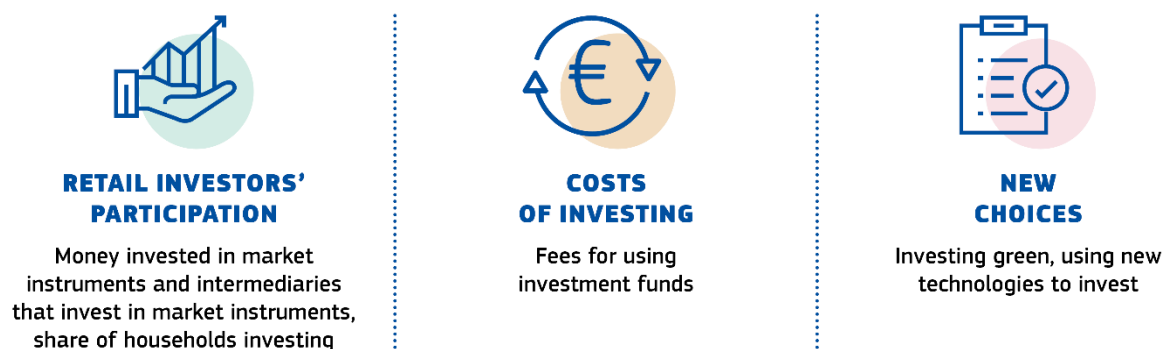 RETAIL INVESTORS’
PARTICIPATION
Money invested in market
instruments and intermediaries
that invest in market instruments,
share of households investing
€
COSTS
OF INVESTING
Fees for using
investment funds
NEW
CHOICES
Investing green, using new
technologies to invest